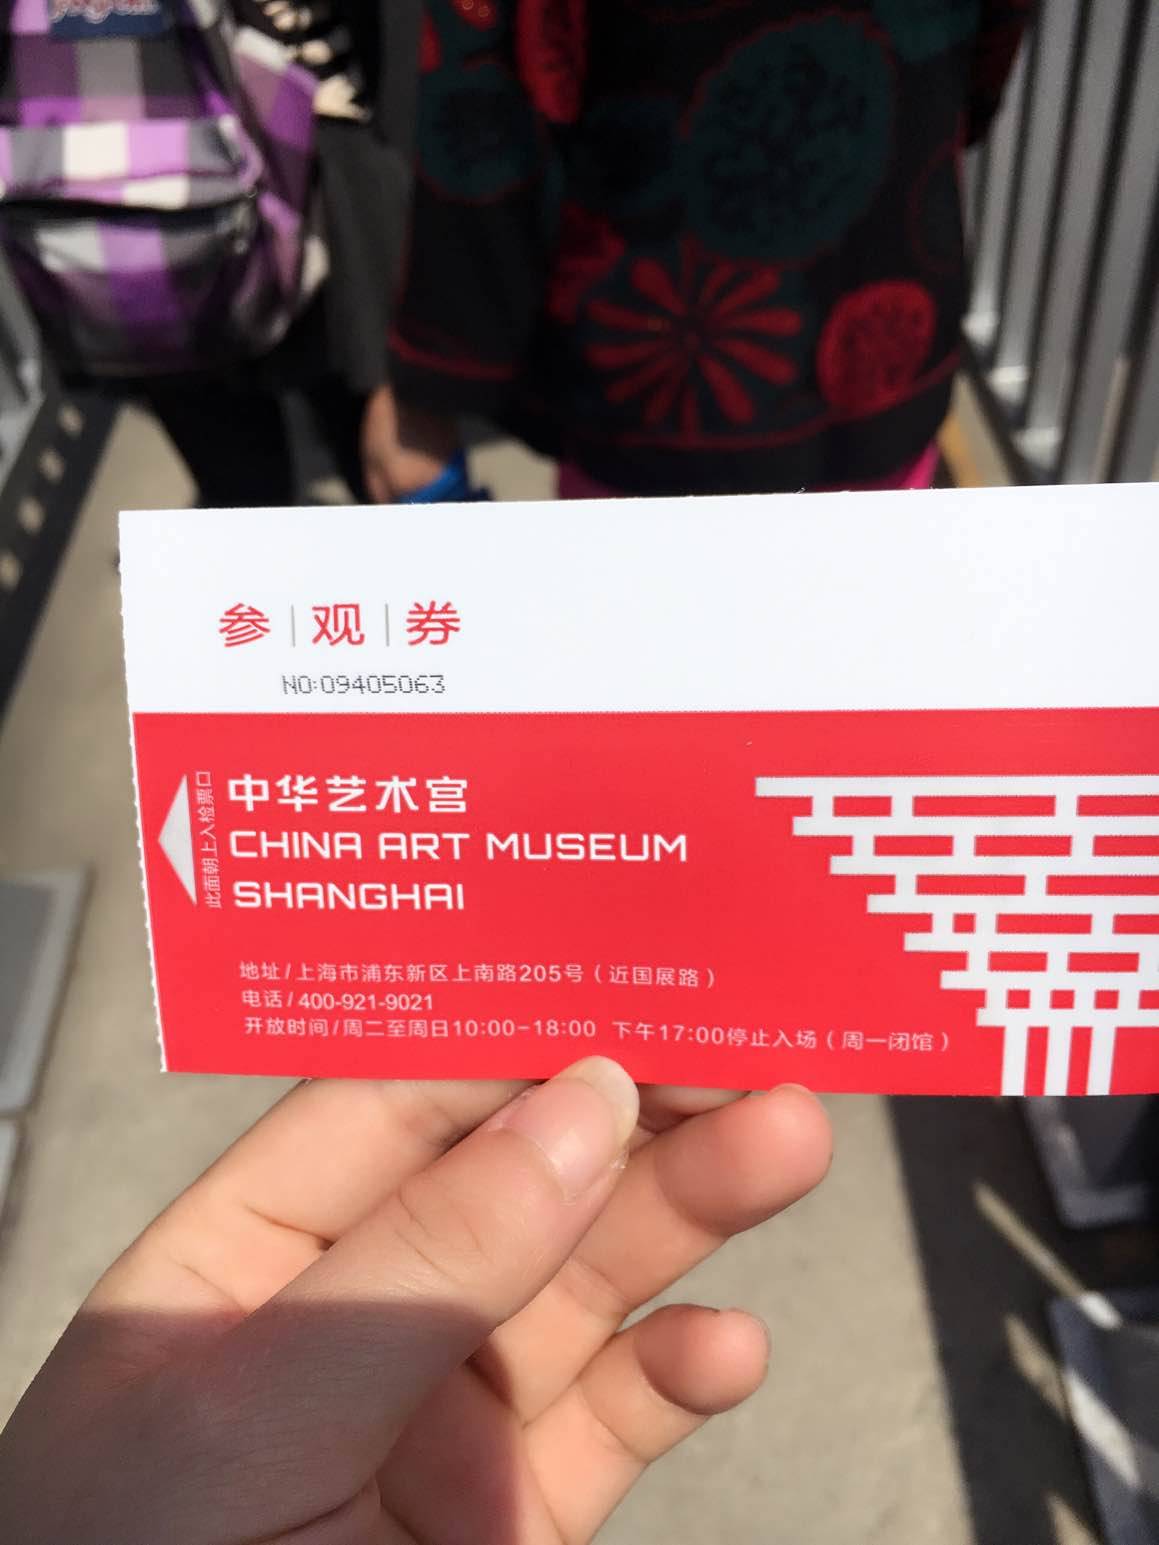 参|观|券
NO:09405063
此面朝上入检票口
中华艺术宫
CHINA ART MUSEUM
SHANGHAI
地址/上海市浦东新区上南路205号（近国展路）
电话/400-921-9021
开放时间/周二至周日10:00-18:00 下午17:00停止入场（周一闭馆）